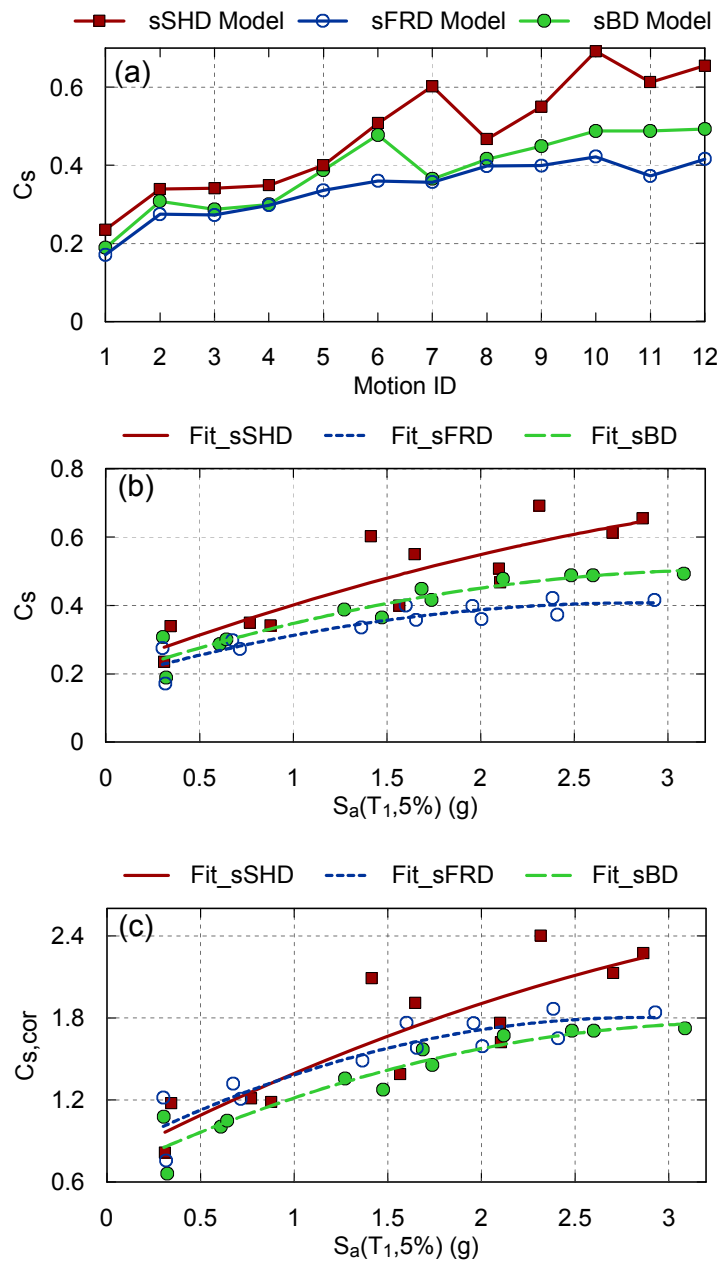 sSHD Model sFRD Model sBD Model
(a)
0.6
0.4
0.2
0
Cs
1 2 3 4 5 6 7 8 9 10 11 12
Motion ID
Fit_sSHD Fit_sFRD Fit_sBD
(b)
0.8
0.6
0.4
0.2
0
Cs
0 0.5 1 1.5 2 2.5 3
Sa(T1,5%) (g)
Fit_sSHD Fit_sFRD Fit_sBD
(c)
2.4
1.8
1.2
0.6
Cs,cor
0 0.5 1 1.5 2 2.5 3
Sa(T1,5%) (g)